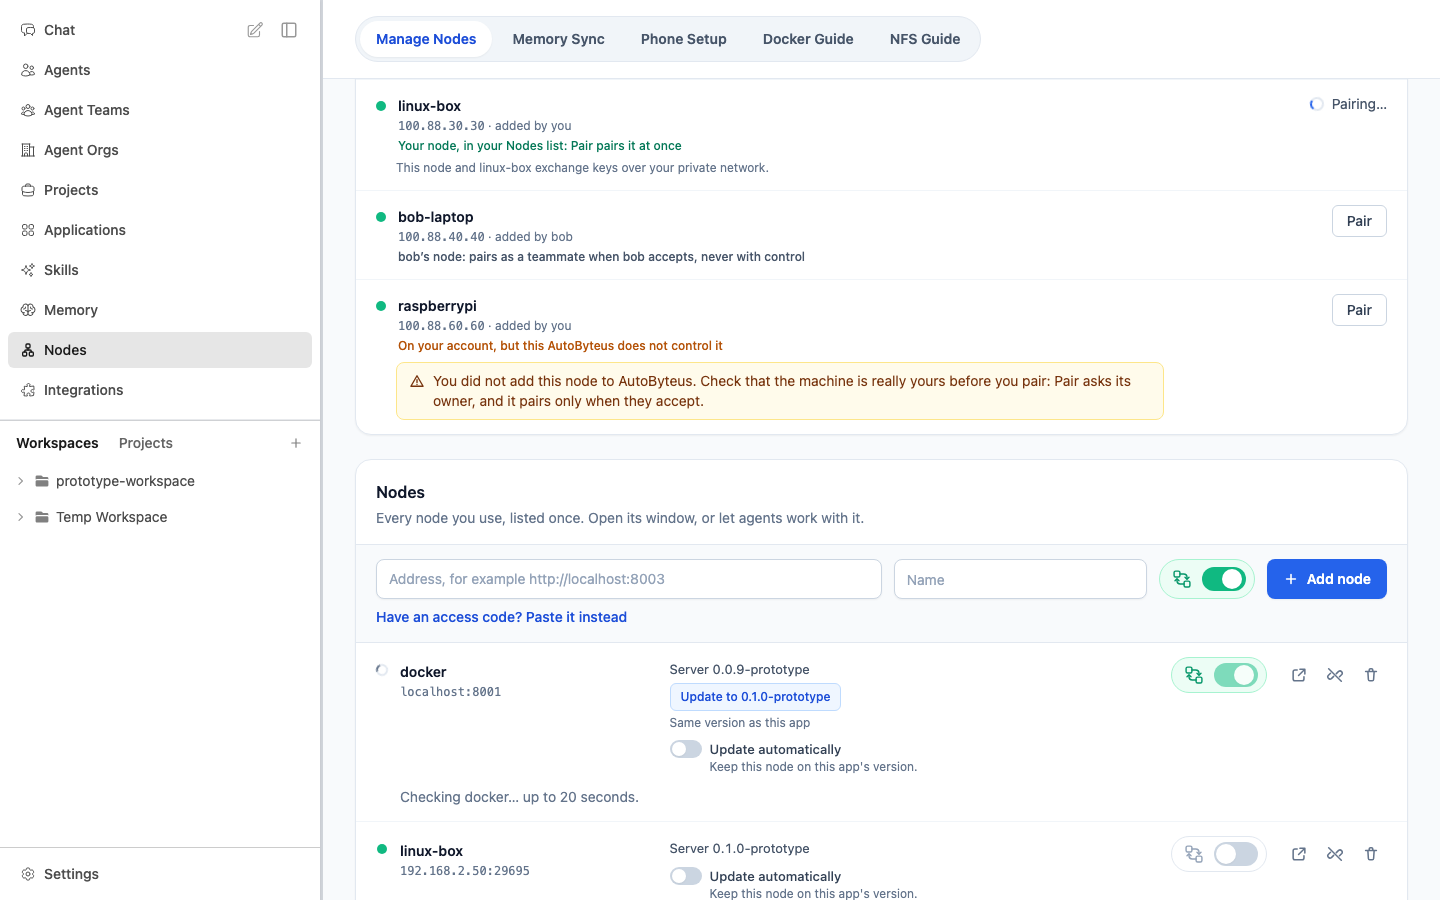 Chat
Agents
Agent Teams
Agent Orgs
Projects
Applications
Skills
Memory
Nodes
Integrations
Workspaces
Projects
prototype-workspace
Temp Workspace
Settings
Manage Nodes
Memory Sync
Phone Setup
Docker Guide
NFS Guide
linux-box
Pairing...
100.88.30.30 · added by you
Your node, in your Nodes list: Pair pairs it at once
This node and linux-box exchange keys over your private network.
bob-laptop
Pair
100.88.40.40 · added by bob
bob’s node: pairs as a teammate when bob accepts, never with control
raspberrypi
Pair
100.88.60.60 · added by you
On your account, but this AutoByteus does not control it
You did not add this node to AutoByteus. Check that the machine is really yours before you pair: Pair asks its
owner, and it pairs only when they accept.
Nodes
Every node you use, listed once. Open its window, or let agents work with it.
Address, for example http://localhost:8003
Name
Add node
Have an access code? Paste it instead
docker
localhost:8001
Server 0.0.9-prototype
Update to 0.1.0-prototype
Same version as this app
Update automatically
Keep this node on this app's version.
Checking docker... up to 20 seconds.
linux-box
192.168.2.50:29695
Server 0.1.0-prototype
Update automatically
Keep this node on this app's version.